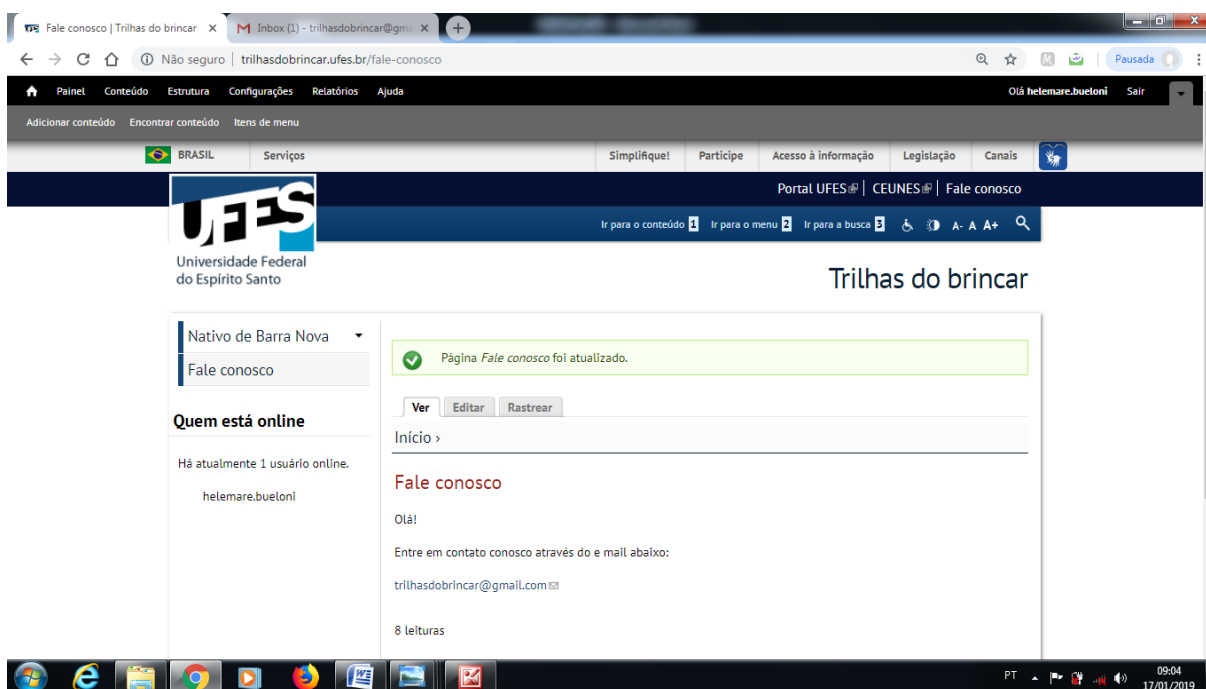 Fale conosco | Trilhas do brincar
Inbox (1) - trilhasdobrincar@gm
Não seguro | trilhasdobrincar.ufes.br/fale-conosco
Pausada
Painel Conteúdo Estrutura Configurações Relatórios Ajuda
Olá helemare.bueloni Sair
Adicionar conteúdo Encontrar conteúdo Itens de menu
BRASIL Serviços Simplifique! Participe Acesso à informação Legislação Canais
Portal UFES | CEUNES | Fale conosco
UFES
Ir para o conteúdo 1 Ir para o menu 2 Ir para a busca 3 A- A A+
Universidade Federal
do Espírito Santo
Trilhas do brincar
Nativo de Barra Nova
Fale conosco
Quem está online
Há atualmente 1 usuário online.
helemare.bueloni
Página Fale conosco foi atualizado.
Ver Editar Rastrear
Início ›
Fale conosco
Olá!
Entre em contato conosco através do e mail abaixo:
trilhasdobrincar@gmail.com
8 leituras
PT
09:04
17/01/2019